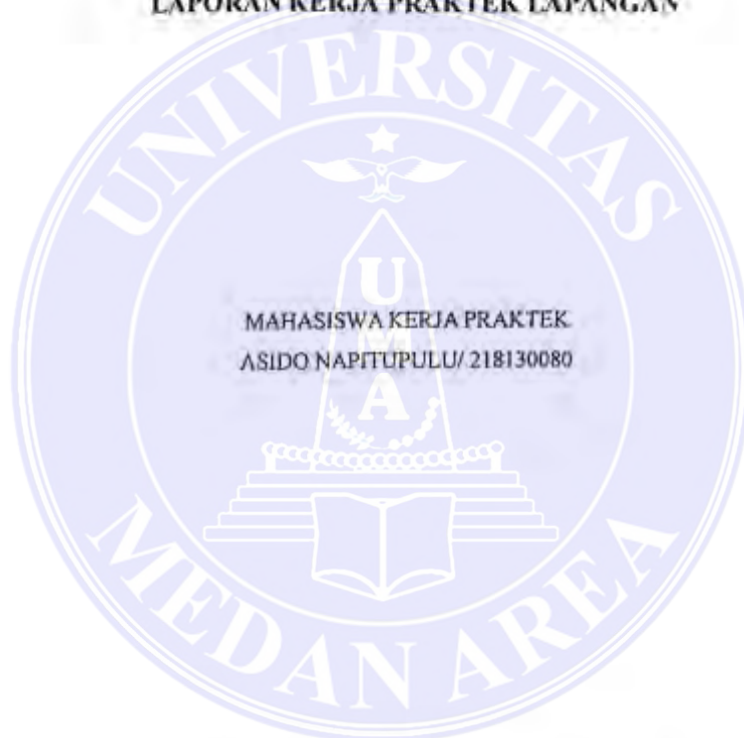 LAPORAN KERJA PRAKTEK LAPANGAN
UNIVERSITAS
U
M
A
MAHASISWA KERJA PRAKTEK
ASIDO NAPITUPULU/ 218130080
MEDAN AREA